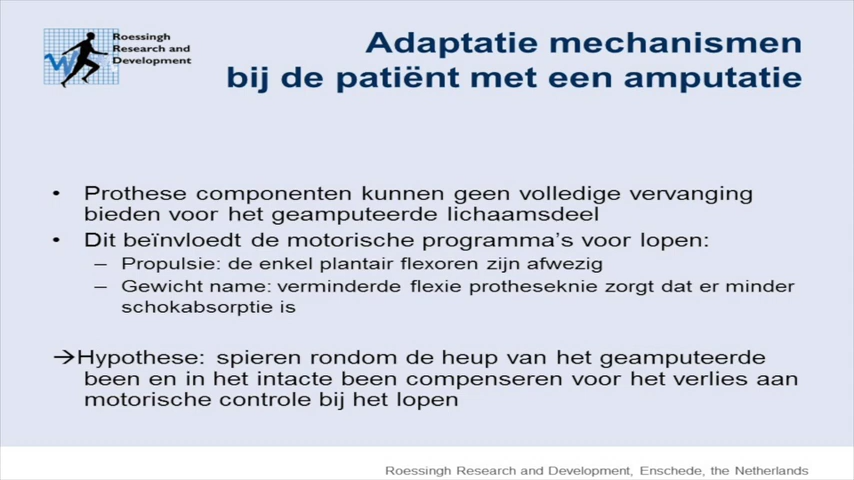 Roessingh
Research and
Development
Adaptatie mechanismen
bij de patiënt met een amputatie
• Prothese componenten kunnen geen volledige vervanging
bieden voor het geamputeerde lichaamsdeel
• Dit beïnvloedt de motorische programma's voor lopen:
– Propulsie: de enkel plantair flexoren zijn afwezig
– Gewicht name: verminderde flexie protheseknie zorgt dat er minder
schokabsorptie is
→Hypothese: spieren rondom de heup van het geamputeerde
been en in het intacte been compenseren voor het verlies aan
motorische controle bij het lopen
Roessingh Research and Development, Enschede, the Netherlands